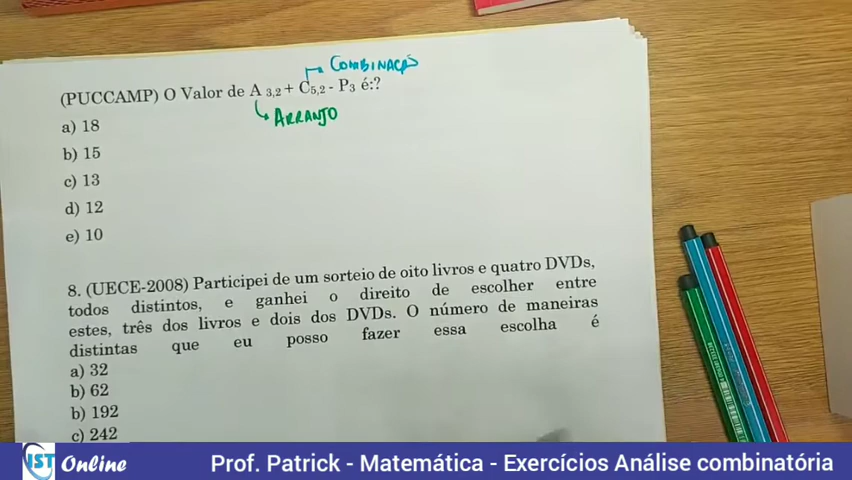 COMBINAÇÃO
(PUCCAMP) O Valor de A 3,2 + C5,2 - P3 é:?
ARRANJO
a) 18
b) 15
c) 13
d) 12
e) 10
8. (UECE-2008) Participei de um sorteio de oito livros e quatro DVDs,
todos distintos, e ganhei o direito de escolher entre
estes, três dos livros e dois dos DVDs. O número de maneiras
distintas que eu posso fazer essa escolha é
a) 32
b) 62
b) 192
c) 242
IST Online
Prof. Patrick - Matemática - Exercícios Análise combinatória